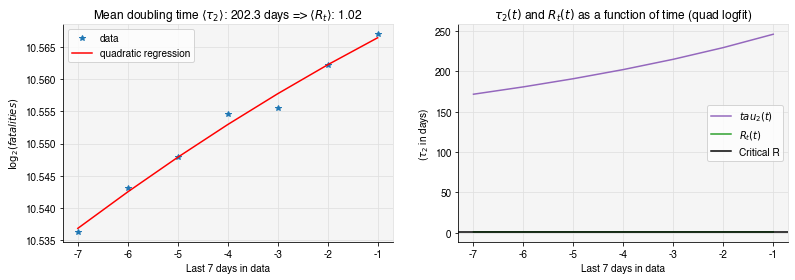 Mean doubling time ⟨τ₂⟩: 202.3 days => ⟨Rₜ⟩: 1.02
log₂(fatalities)
10.565
10.560
10.555
10.550
10.545
10.540
10.535
data
quadratic regression
-7 -6 -5 -4 -3 -2 -1
Last 7 days in data
τ₂(t) and Rₜ(t) as a function of time (quad logfit)
(τ₂ in days)
250
200
150
100
50
0
tau₂(t)
Rₜ(t)
Critical R
-7 -6 -5 -4 -3 -2 -1
Last 7 days in data